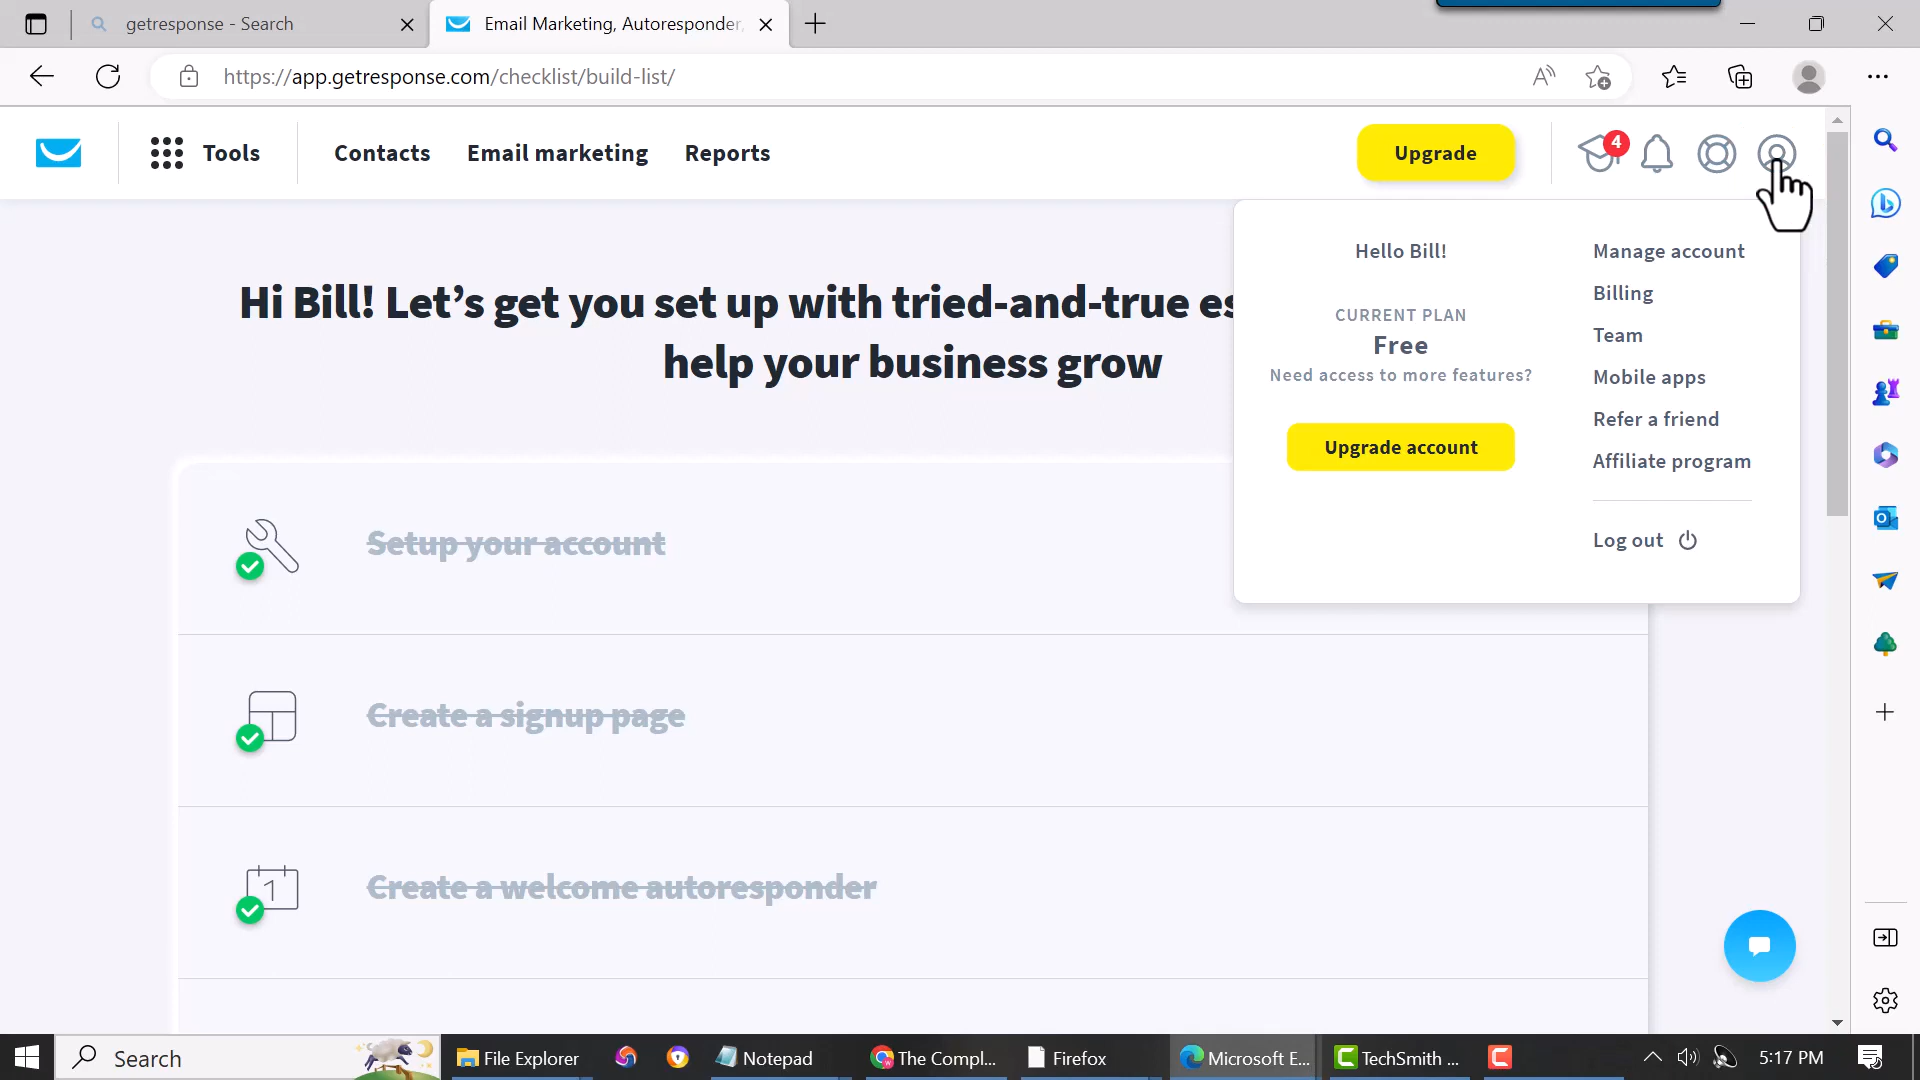 getresponse - Search
Email Marketing, Autoresponder,
https://app.getresponse.com/checklist/build-list/
Tools
Contacts
Email marketing
Reports
Upgrade
4
Hello Bill!
CURRENT PLAN
Free
Need access to more features?
Upgrade account
Manage account
Billing
Team
Mobile apps
Refer a friend
Affiliate program
Log out
Hi Bill! Let’s get you set up with tried-and-true es
help your business grow
Setup your account
Create a signup page
1
Create a welcome autoresponder
Search
File Explorer
Notepad
The Compl...
Firefox
Microsoft E...
TechSmith ...
5:17 PM